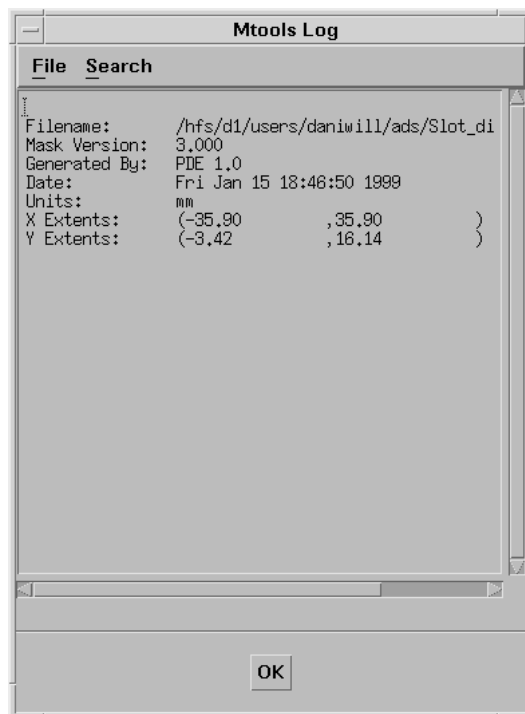 Mtools Log
File Search
Filename: /hfs/d1/users/daniwill/ads/Slot_di
Mask Version: 3.000
Generated By: PDE 1.0
Date: Fri Jan 15 18:46:50 1999
Units: mm
X Extents: (-35.90 ,35.90 )
Y Extents: (-3.42 ,16.14 )
OK